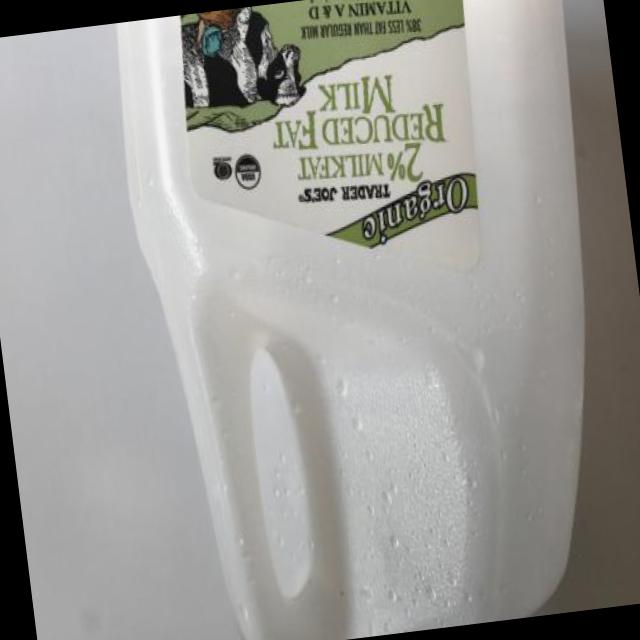 Organic
TRADER JOE'S®
2% MILKFAT
REDUCED FAT
MILK
38% LESS FAT THAN REGULAR MILK
VITAMIN A & D